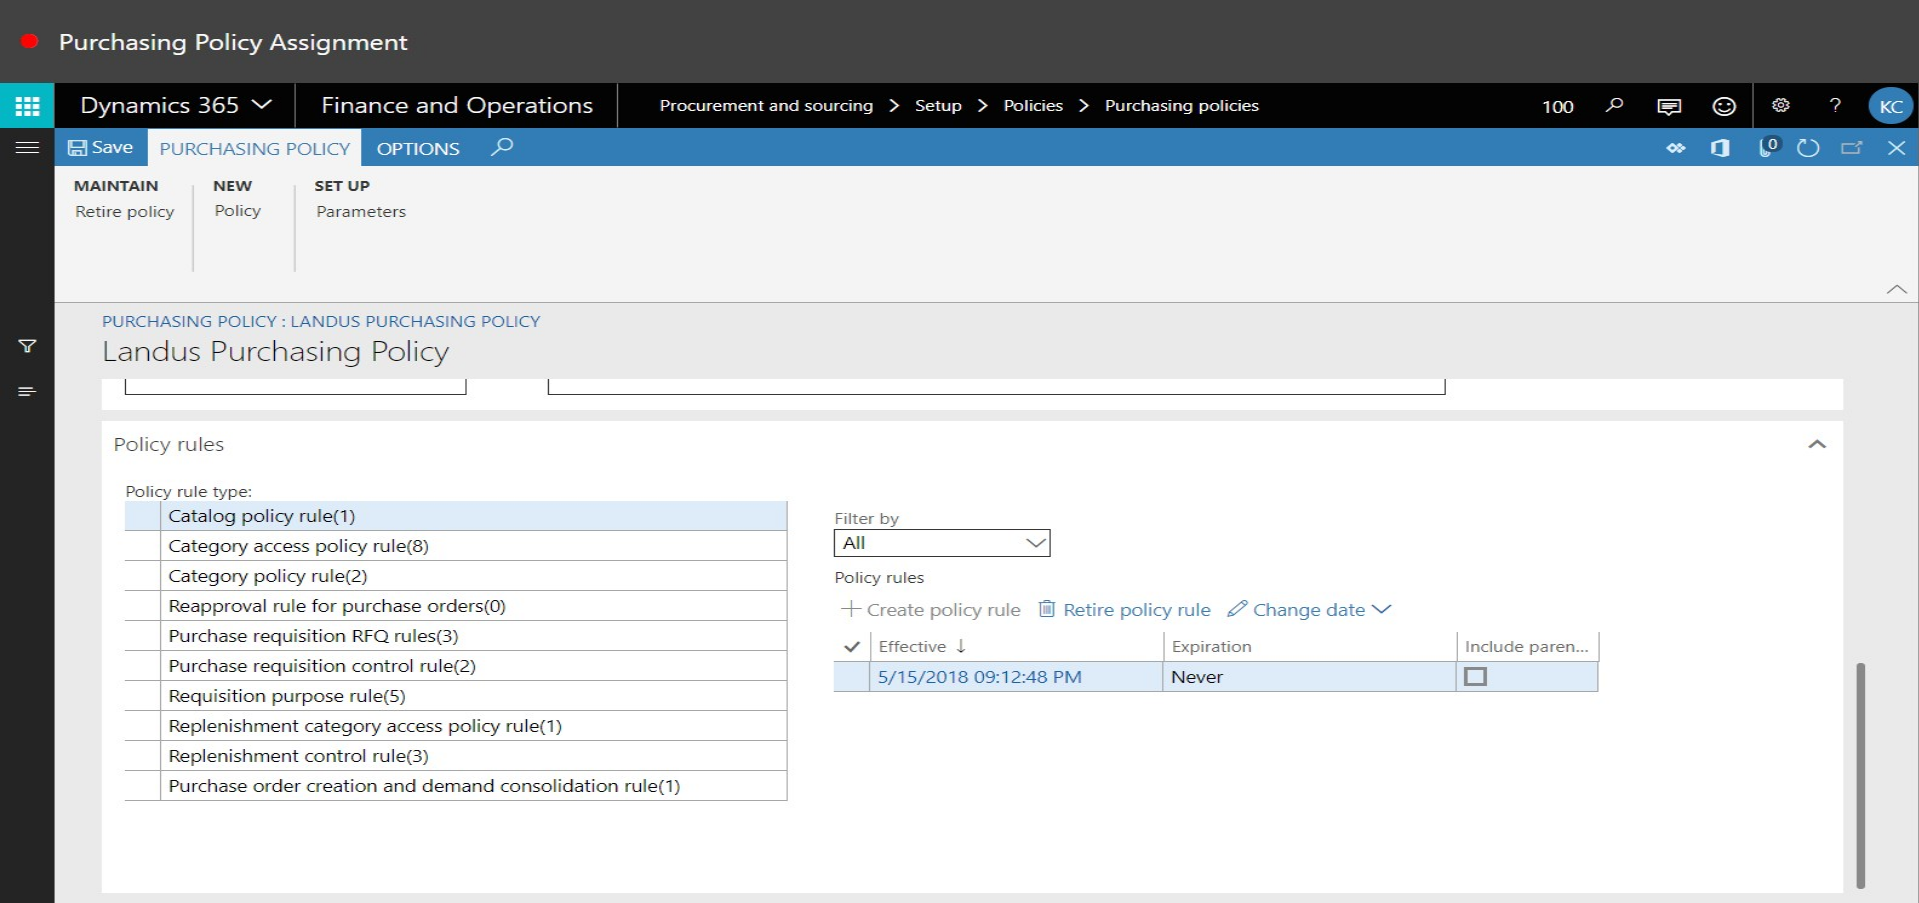 Purchasing Policy Assignment
Dynamics 365 Finance and Operations Procurement and sourcing > Setup > Policies > Purchasing policies 100 ? KC
Save PURCHASING POLICY OPTIONS 0
MAINTAIN NEW SET UP
Retire policy Policy Parameters
PURCHASING POLICY : LANDUS PURCHASING POLICY
Landus Purchasing Policy
Policy rules
Policy rule type:
Catalog policy rule(1)
Category access policy rule(8)
Category policy rule(2)
Reapproval rule for purchase orders(0)
Purchase requisition RFQ rules(3)
Purchase requisition control rule(2)
Requisition purpose rule(5)
Replenishment category access policy rule(1)
Replenishment control rule(3)
Purchase order creation and demand consolidation rule(1)
Filter by
All
Policy rules
Create policy rule Retire policy rule Change date
Effective ↓ Expiration Include paren...
5/15/2018 09:12:48 PM Never